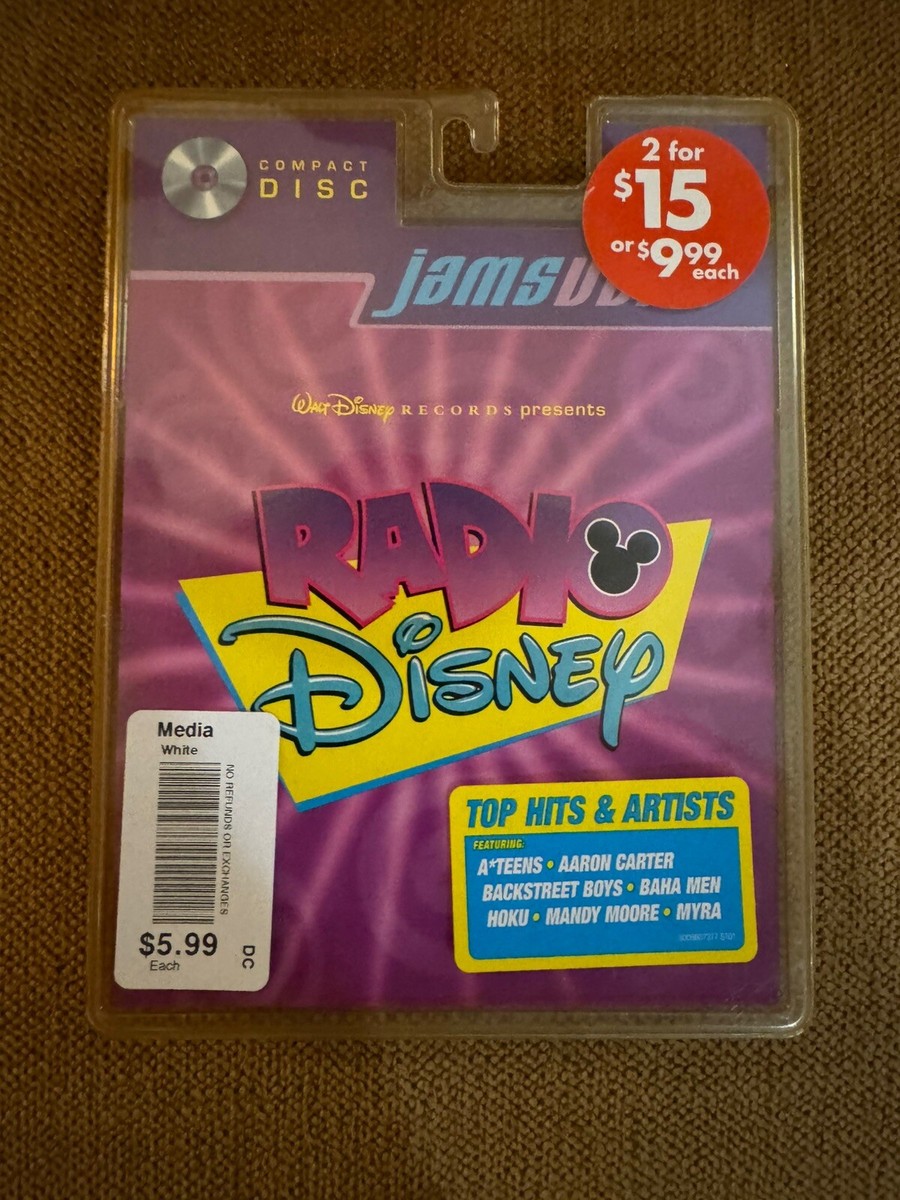 COMPACT
DISC
2 for
$15
or $9.99
each
jams
WALT DISNEY RECORDS presents
RADIO
DISNEY
Media
White
NO REFUNDS OR EXCHANGES
$5.99
Each
DC
TOP HITS & ARTISTS
FEATURING:
A*TEENS • AARON CARTER
BACKSTREET BOYS • BAHA MEN
HOKU • MANDY MOORE • MYRA